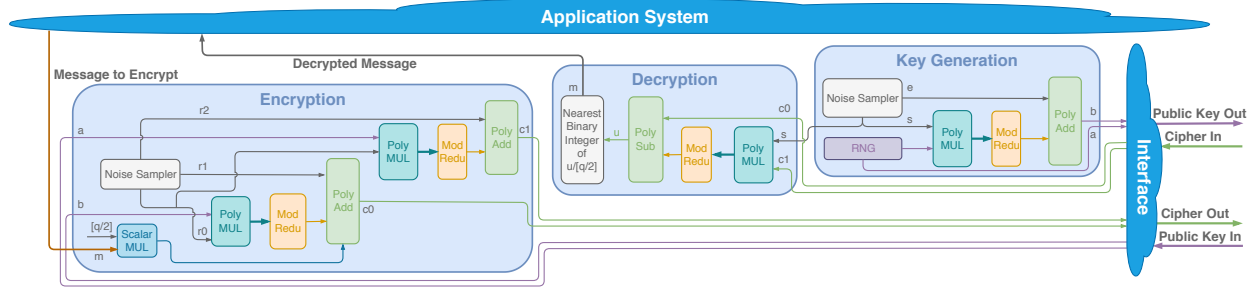 Application System
Message to Encrypt
Decrypted Message
Encryption
r2
a
Noise Sampler
r1
b
r0
[q/2]
m
Scalar
MUL
Poly
MUL
Mod
Redu
Poly
MUL
Mod
Redu
Poly
Add
c1
Poly
Add
c0
Decryption
m
Nearest
Binary
Integer
of
u/[q/2]
u
Poly
Sub
Mod
Redu
Poly
MUL
c0
s
c1
Key Generation
Noise Sampler
e
s
RNG
Poly
MUL
Mod
Redu
Poly
Add
b
a
Interface
Public Key Out
Cipher In
Cipher Out
Public Key In